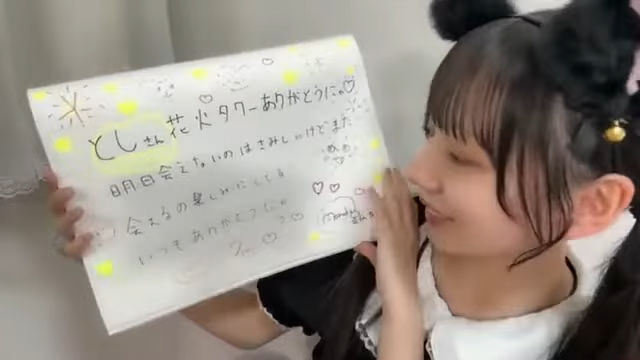 としさん花火タワーありがとうに。♡
明日会えないのはさみしいけどまた
会えるの楽しみにしてる
いつもありがとうに